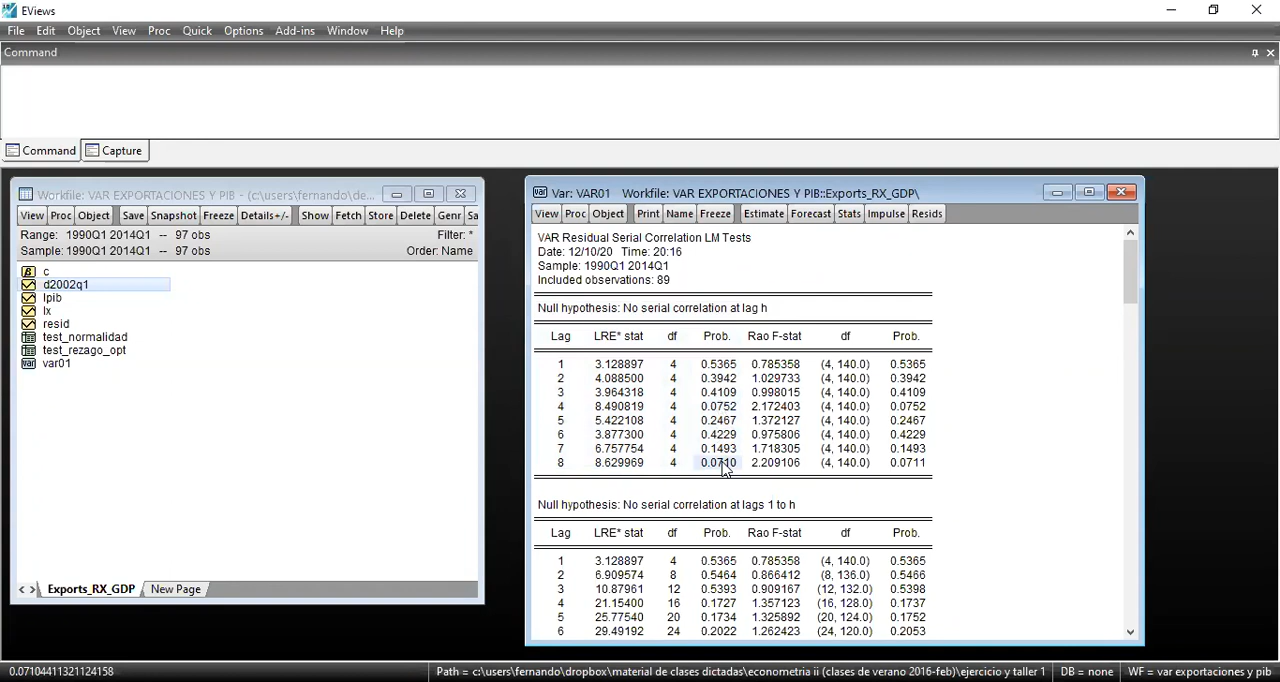 EViews
File Edit Object View Proc Quick Options Add-ins Window Help
Command
Command Capture
Workfile: VAR EXPORTACIONES Y PIB - (c:\users\fernando\de...
View Proc Object Save Snapshot Freeze Details+/- Show Fetch Store Delete Genr Sa
Range: 1990Q1 2014Q1 -- 97 obs Filter: *
Sample: 1990Q1 2014Q1 -- 97 obs Order: Name
c
d2002q1
lpib
lx
resid
test_normalidad
test_rezago_opt
var01
Exports_RX_GDP New Page
Var: VAR01 Workfile: VAR EXPORTACIONES Y PIB::Exports_RX_GDP\
View Proc Object Print Name Freeze Estimate Forecast Stats Impulse Resids
VAR Residual Serial Correlation LM Tests
Date: 12/10/20 Time: 20:16
Sample: 1990Q1 2014Q1
Included observations: 89
Null hypothesis: No serial correlation at lag h
Lag LRE* stat df Prob. Rao F-stat df Prob.
1 3.128897 4 0.5365 0.785358 (4, 140.0) 0.5365
2 4.088500 4 0.3942 1.029733 (4, 140.0) 0.3942
3 3.964318 4 0.4109 0.998015 (4, 140.0) 0.4109
4 8.490819 4 0.0752 2.172403 (4, 140.0) 0.0752
5 5.422108 4 0.2467 1.372127 (4, 140.0) 0.2467
6 3.877300 4 0.4229 0.975806 (4, 140.0) 0.4229
7 6.757754 4 0.1493 1.718305 (4, 140.0) 0.1493
8 8.629969 4 0.0710 2.209106 (4, 140.0) 0.0711
Null hypothesis: No serial correlation at lags 1 to h
Lag LRE* stat df Prob. Rao F-stat df Prob.
1 3.128897 4 0.5365 0.785358 (4, 140.0) 0.5365
2 6.909574 8 0.5464 0.866412 (8, 136.0) 0.5466
3 10.87961 12 0.5393 0.909167 (12, 132.0) 0.5398
4 21.15400 16 0.1727 1.357123 (16, 128.0) 0.1737
5 25.77540 20 0.1734 1.325892 (20, 124.0) 0.1752
6 29.49192 24 0.2022 1.262423 (24, 120.0) 0.2053
0.07104411321124158 Path = c:\users\fernando\dropbox\material de clases dictadas\econometria ii (clases de verano 2016-feb)\ejercicio y taller 1 DB = none WF = var exportaciones y pib